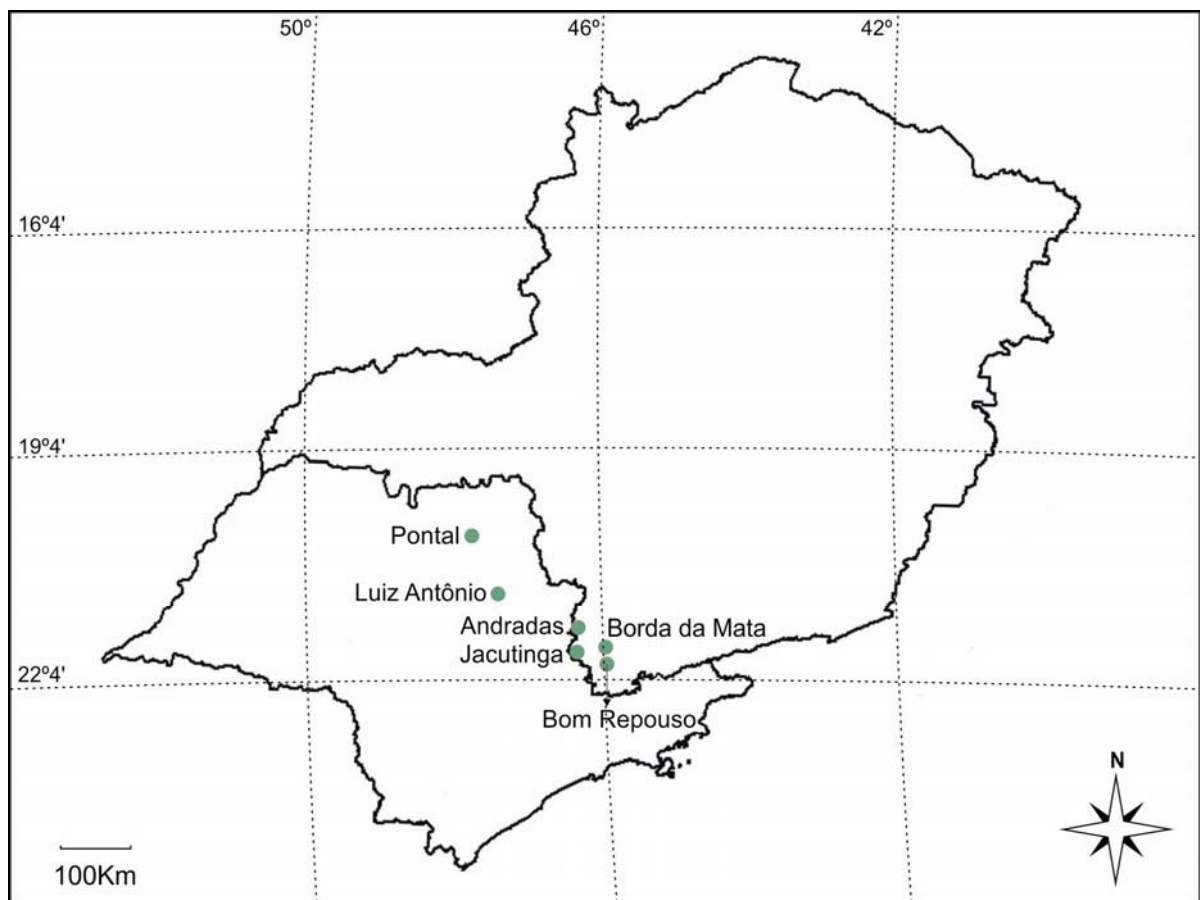 50º
46º
42º
16º4'
19º4'
Pontal
Luiz Antônio
Andradas
Borda da Mata
Jacutinga
22º4'
Bom Repouso
N
100Km